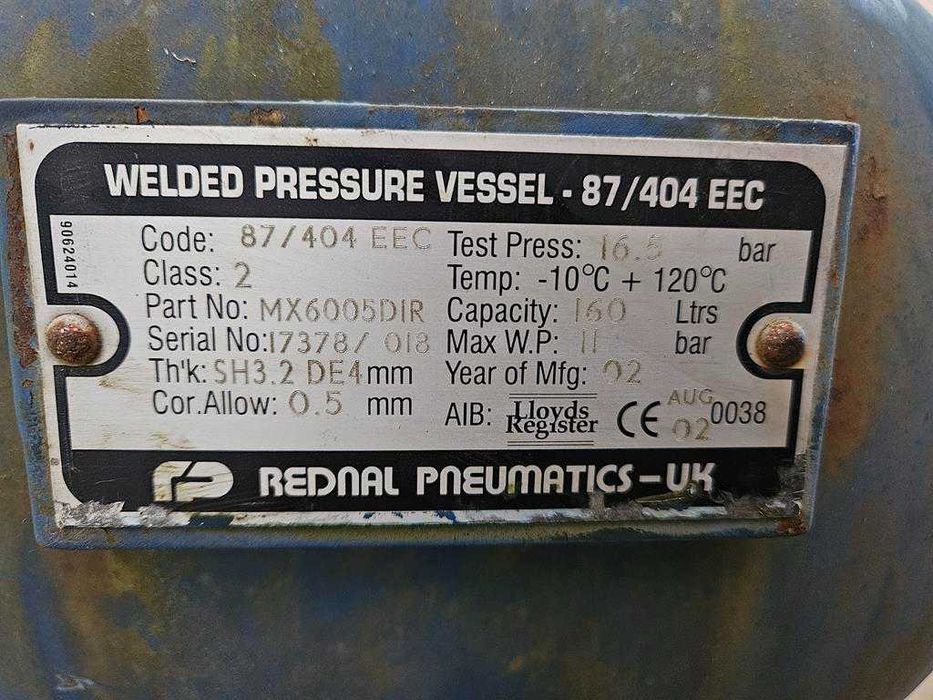 WELDED PRESSURE VESSEL - 87/404 EEC
90624014
Code: 87/404 EEC
Class: 2
Part No: MX6005DIR
Serial No: 17378/ 018
Th'k: SH3.2 DE4mm
Cor.Allow: 0.5 mm
Test Press: 16.5 bar
Temp: -10°C + 120°C
Capacity: 160 Ltrs
Max W.P: 11 bar
Year of Mfg: 02
AIB: Lloyds Register CE AUG 02 0038
REDNAL PNEUMATICS-UK